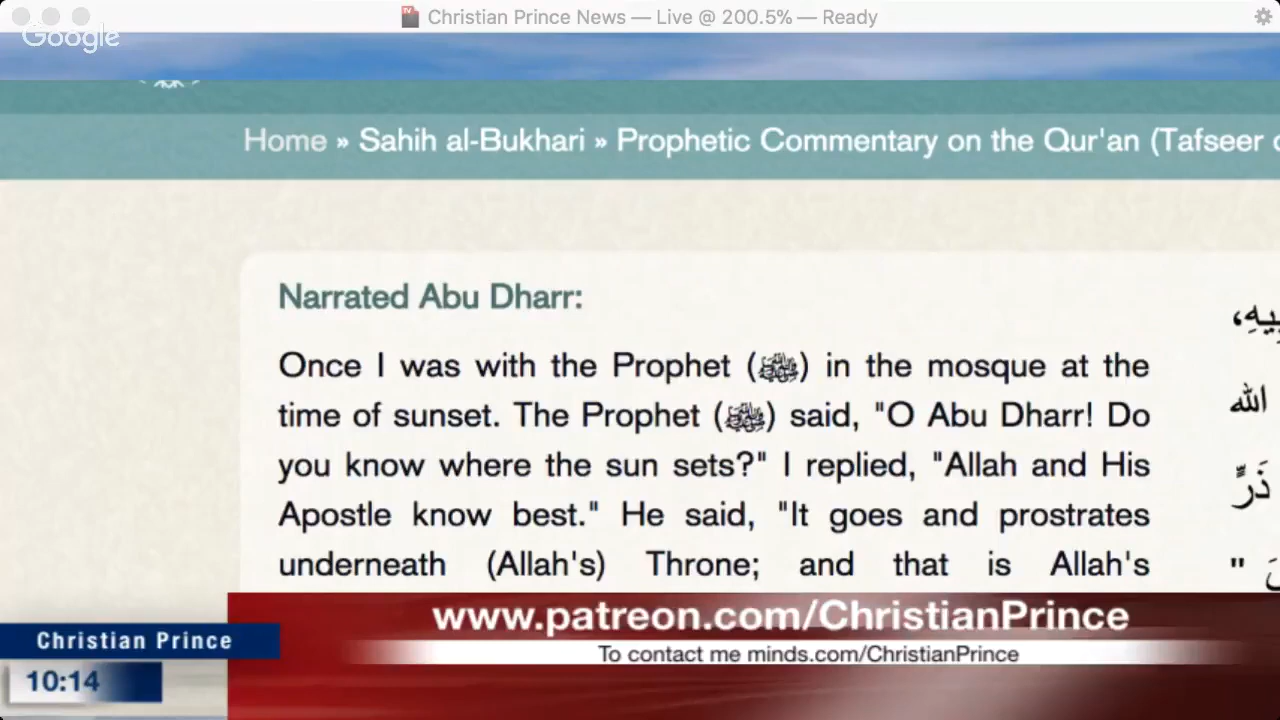 Christian Prince News — Live @ 200.5% — Ready
Google
Home » Sahih al-Bukhari » Prophetic Commentary on the Qur'an (Tafseer
Narrated Abu Dharr:
Once I was with the Prophet (ﷺ) in the mosque at the
time of sunset. The Prophet (ﷺ) said, "O Abu Dharr! Do
you know where the sun sets?" I replied, "Allah and His
Apostle know best." He said, "It goes and prostrates
underneath (Allah's) Throne; and that is Allah's
الله
ذَرٍّ
www.patreon.com/ChristianPrince
To contact me minds.com/ChristianPrince
Christian Prince
10:14